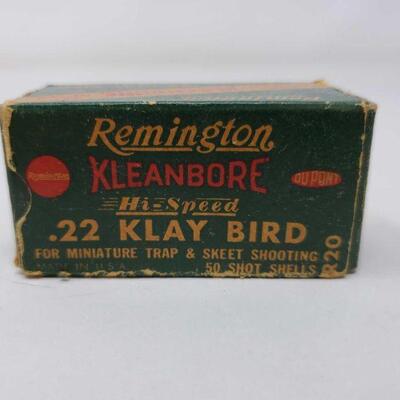 Remington
Remington
KLEANBORE
DU PONT
Hi-Speed
.22 KLAY BIRD
FOR MINIATURE TRAP & SKEET SHOOTING
MADE IN U.S.A.
50 SHOT SHELLS
R20